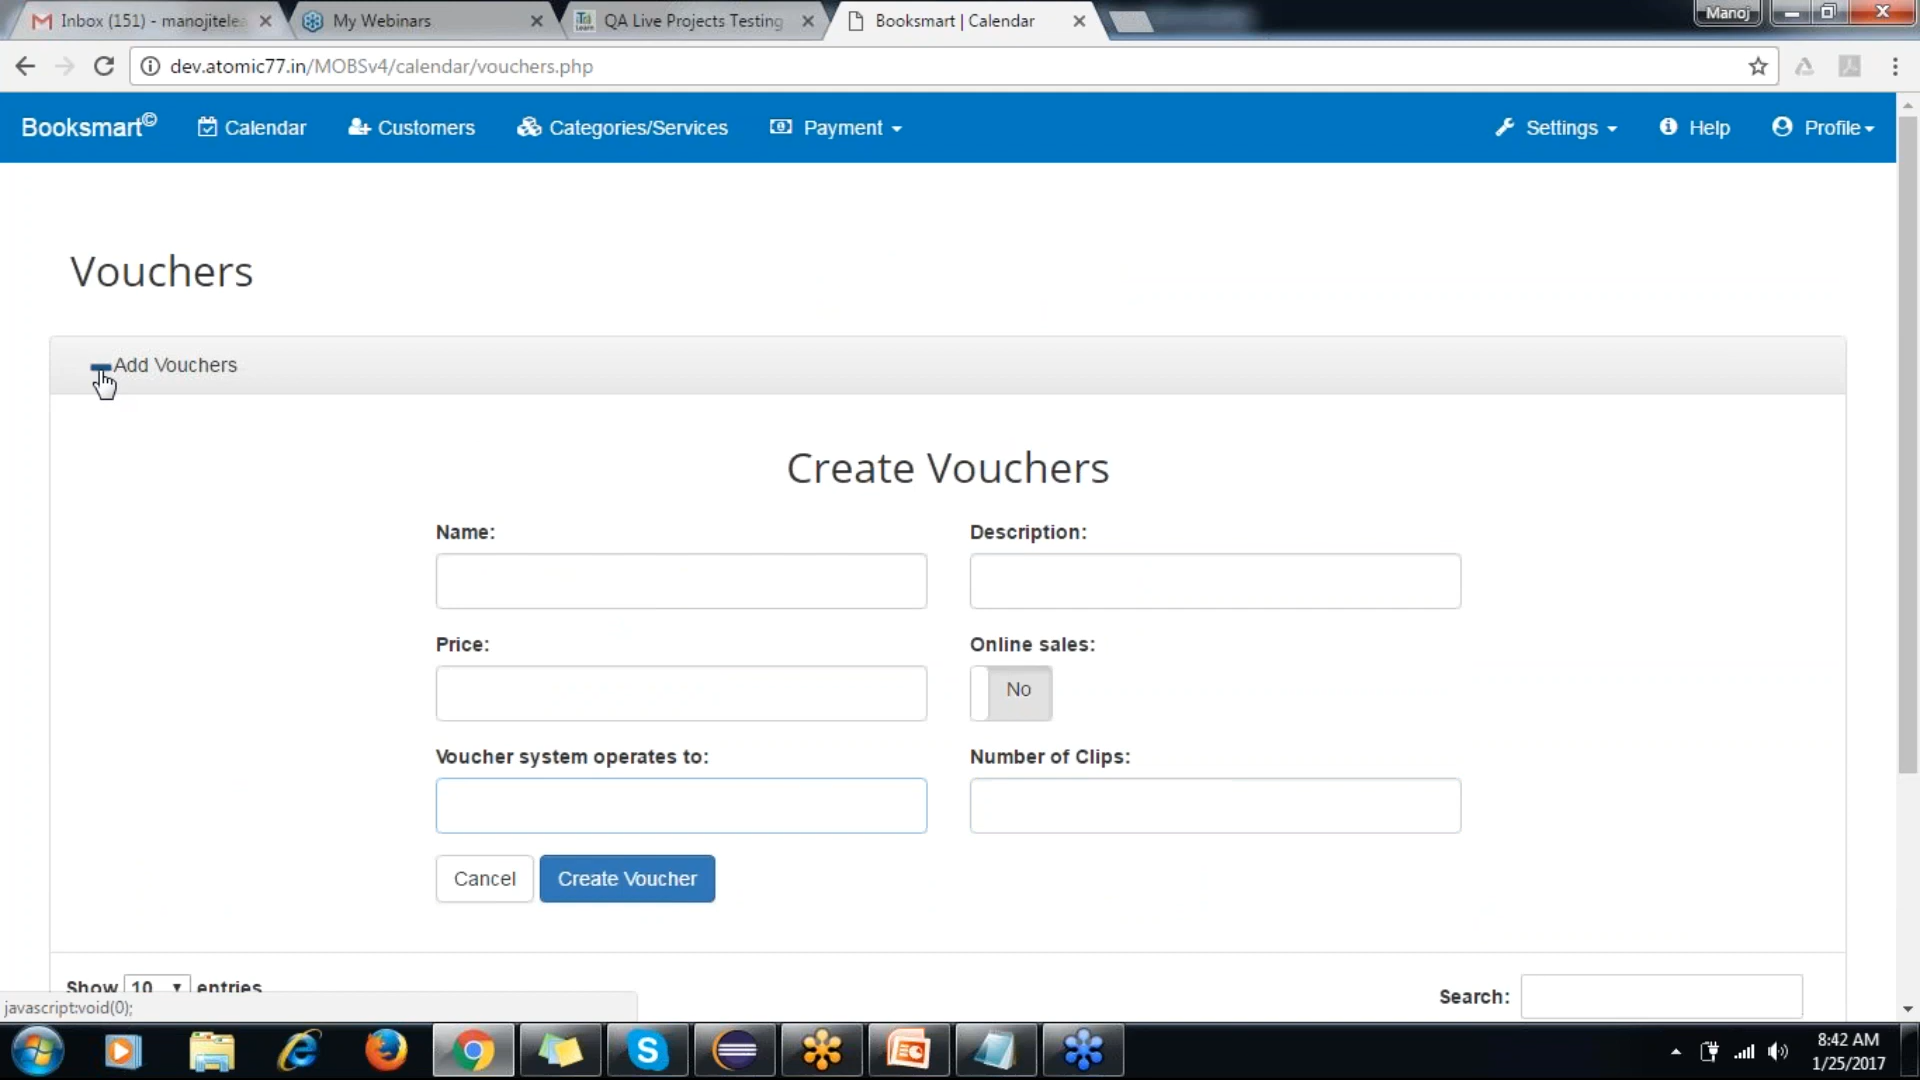 Inbox (151) - manojitelea
My Webinars
QA Live Projects Testing
Booksmart | Calendar
Manoj
dev.atomic77.in/MOBSv4/calendar/vouchers.php
Booksmart©
Calendar
Customers
Categories/Services
Payment
Settings
Help
Profile
Vouchers
Add Vouchers
Create Vouchers
Name:
Description:
Price:
Online sales:
No
Voucher system operates to:
Number of Clips:
Cancel
Create Voucher
Show 10 entries
Search:
javascript:void(0);
8:42 AM
1/25/2017